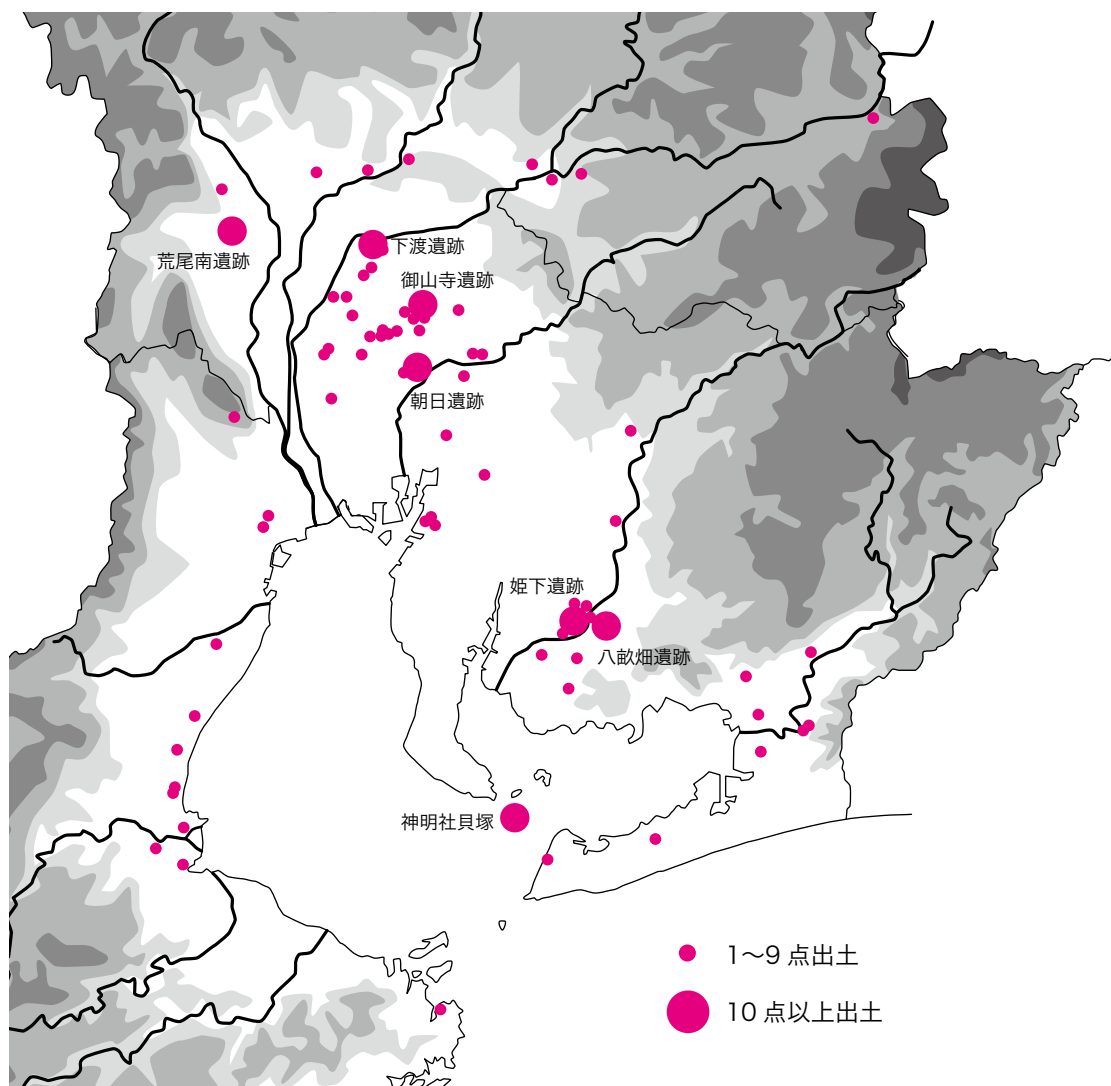 下渡遺跡
荒尾南遺跡
御山寺遺跡
朝日遺跡
姫下遺跡
八畝畑遺跡
神明社貝塚
1〜9 点出土
10 点以上出土